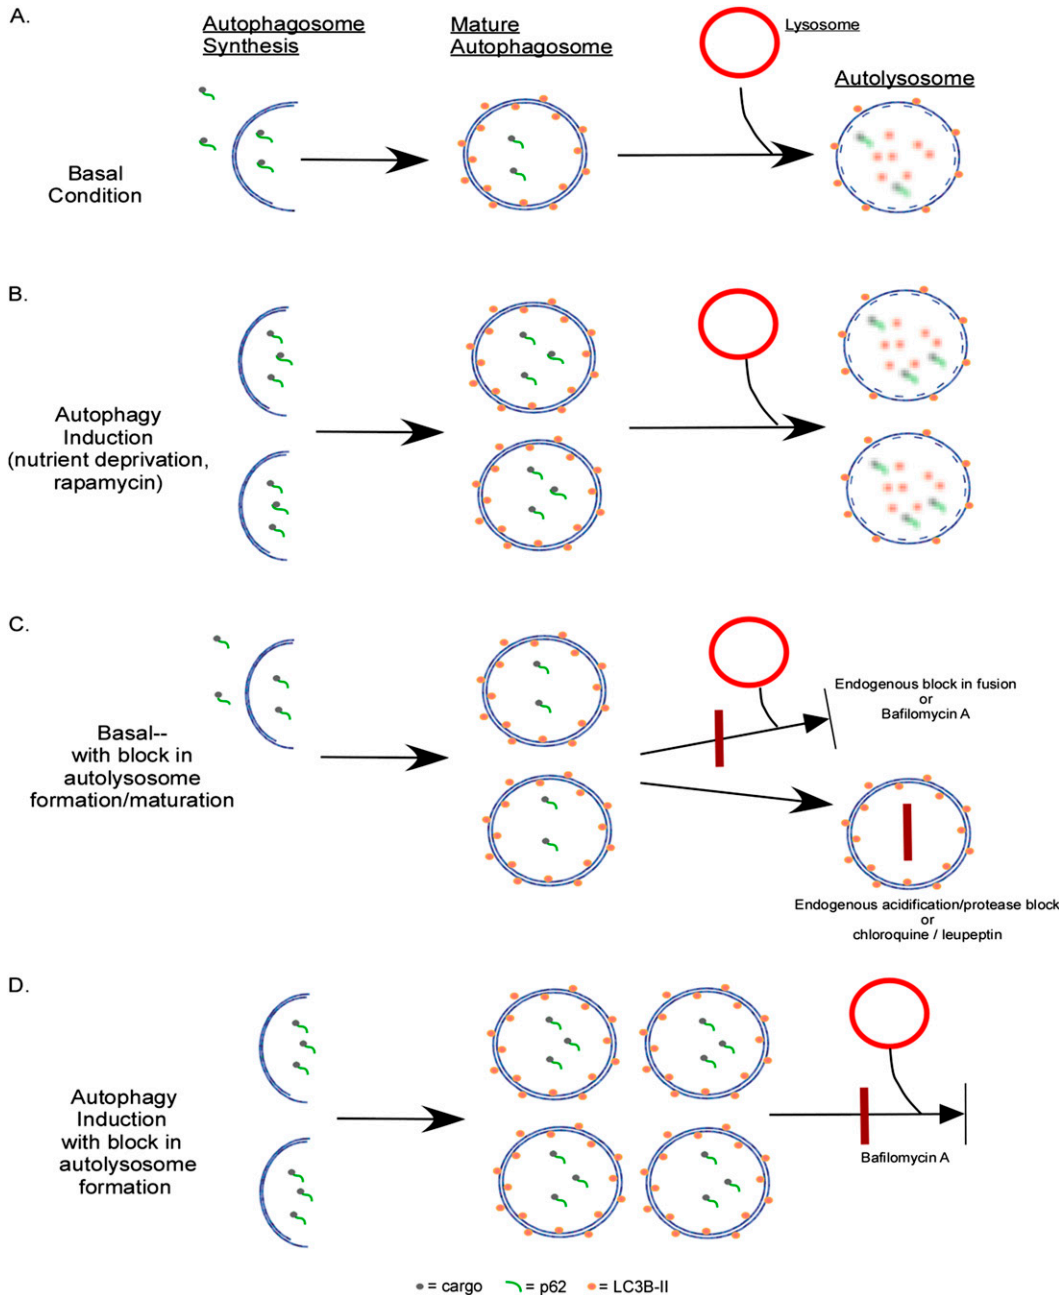 A.
Autophagosome
Synthesis
Mature
Autophagosome
Lysosome
Autolysosome
Basal
Condition
B.
Autophagy
Induction
(nutrient deprivation,
rapamycin)
C.
Basal--
with block in
autolysosome
formation/maturation
Endogenous block in fusion
or
Bafilomycin A
Endogenous acidification/protease block
or
chloroquine / leupeptin
D.
Autophagy
Induction
with block in
autolysosome
formation
Bafilomycin A
= cargo = p62 = LC3B-II